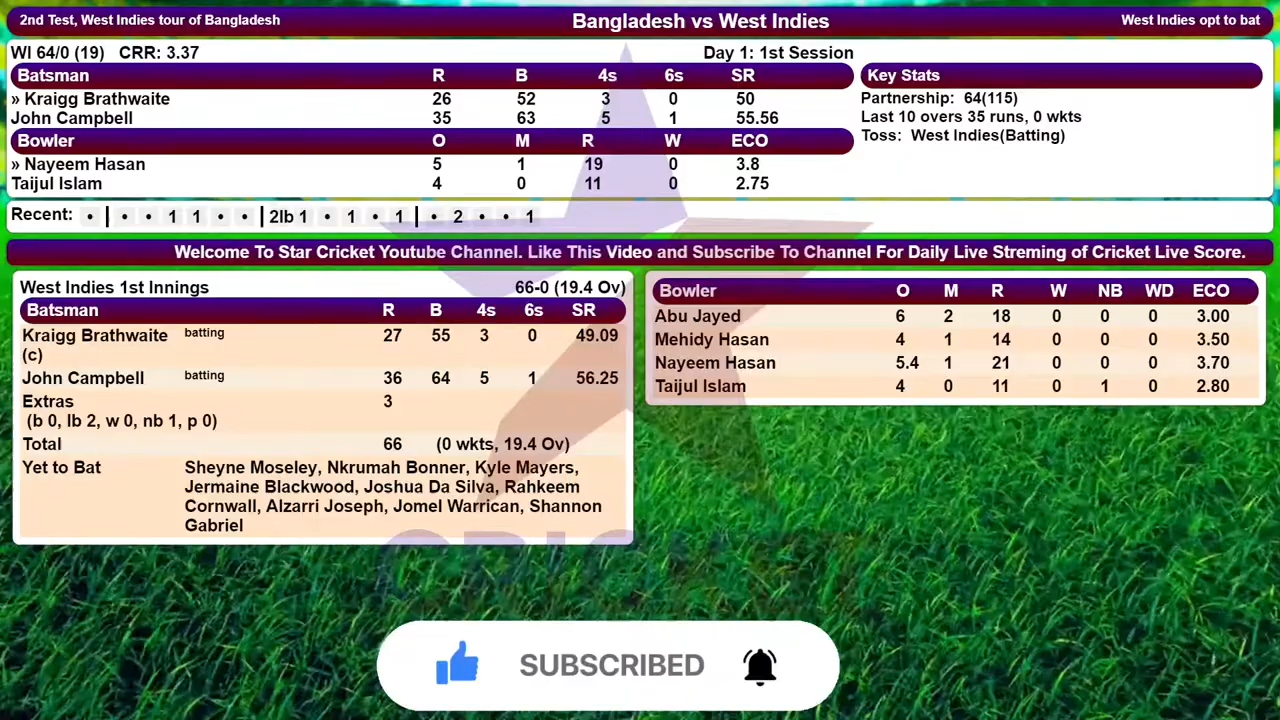 2nd Test, West Indies tour of Bangladesh Bangladesh vs West Indies West Indies opt to bat
WI 64/0 (19) CRR: 3.37 Day 1: 1st Session
Batsman R B 4s 6s SR
» Kraigg Brathwaite 26 52 3 0 50
John Campbell 35 63 5 1 55.56
Bowler O M R W ECO
» Nayeem Hasan 5 1 19 0 3.8
Taijul Islam 4 0 11 0 2.75
Key Stats
Partnership: 64(115)
Last 10 overs 35 runs, 0 wkts
Toss: West Indies(Batting)
Recent: • | • • 1 1 • • | 2lb 1 • 1 • 1 | • 2 • • 1
Welcome To Star Cricket Youtube Channel. Like This Video and Subscribe To Channel For Daily Live Streming of Cricket Live Score.
West Indies 1st Innings 66-0 (19.4 Ov)
Batsman R B 4s 6s SR
Kraigg Brathwaite batting 27 55 3 0 49.09
(c)
John Campbell batting 36 64 5 1 56.25
Extras 3
(b 0, lb 2, w 0, nb 1, p 0)
Total 66 (0 wkts, 19.4 Ov)
Yet to Bat Sheyne Moseley, Nkrumah Bonner, Kyle Mayers,
Jermaine Blackwood, Joshua Da Silva, Rahkeem
Cornwall, Alzarri Joseph, Jomel Warrican, Shannon
Gabriel
Bowler O M R W NB WD ECO
Abu Jayed 6 2 18 0 0 0 3.00
Mehidy Hasan 4 1 14 0 0 0 3.50
Nayeem Hasan 5.4 1 21 0 0 0 3.70
Taijul Islam 4 0 11 0 1 0 2.80
SUBSCRIBED